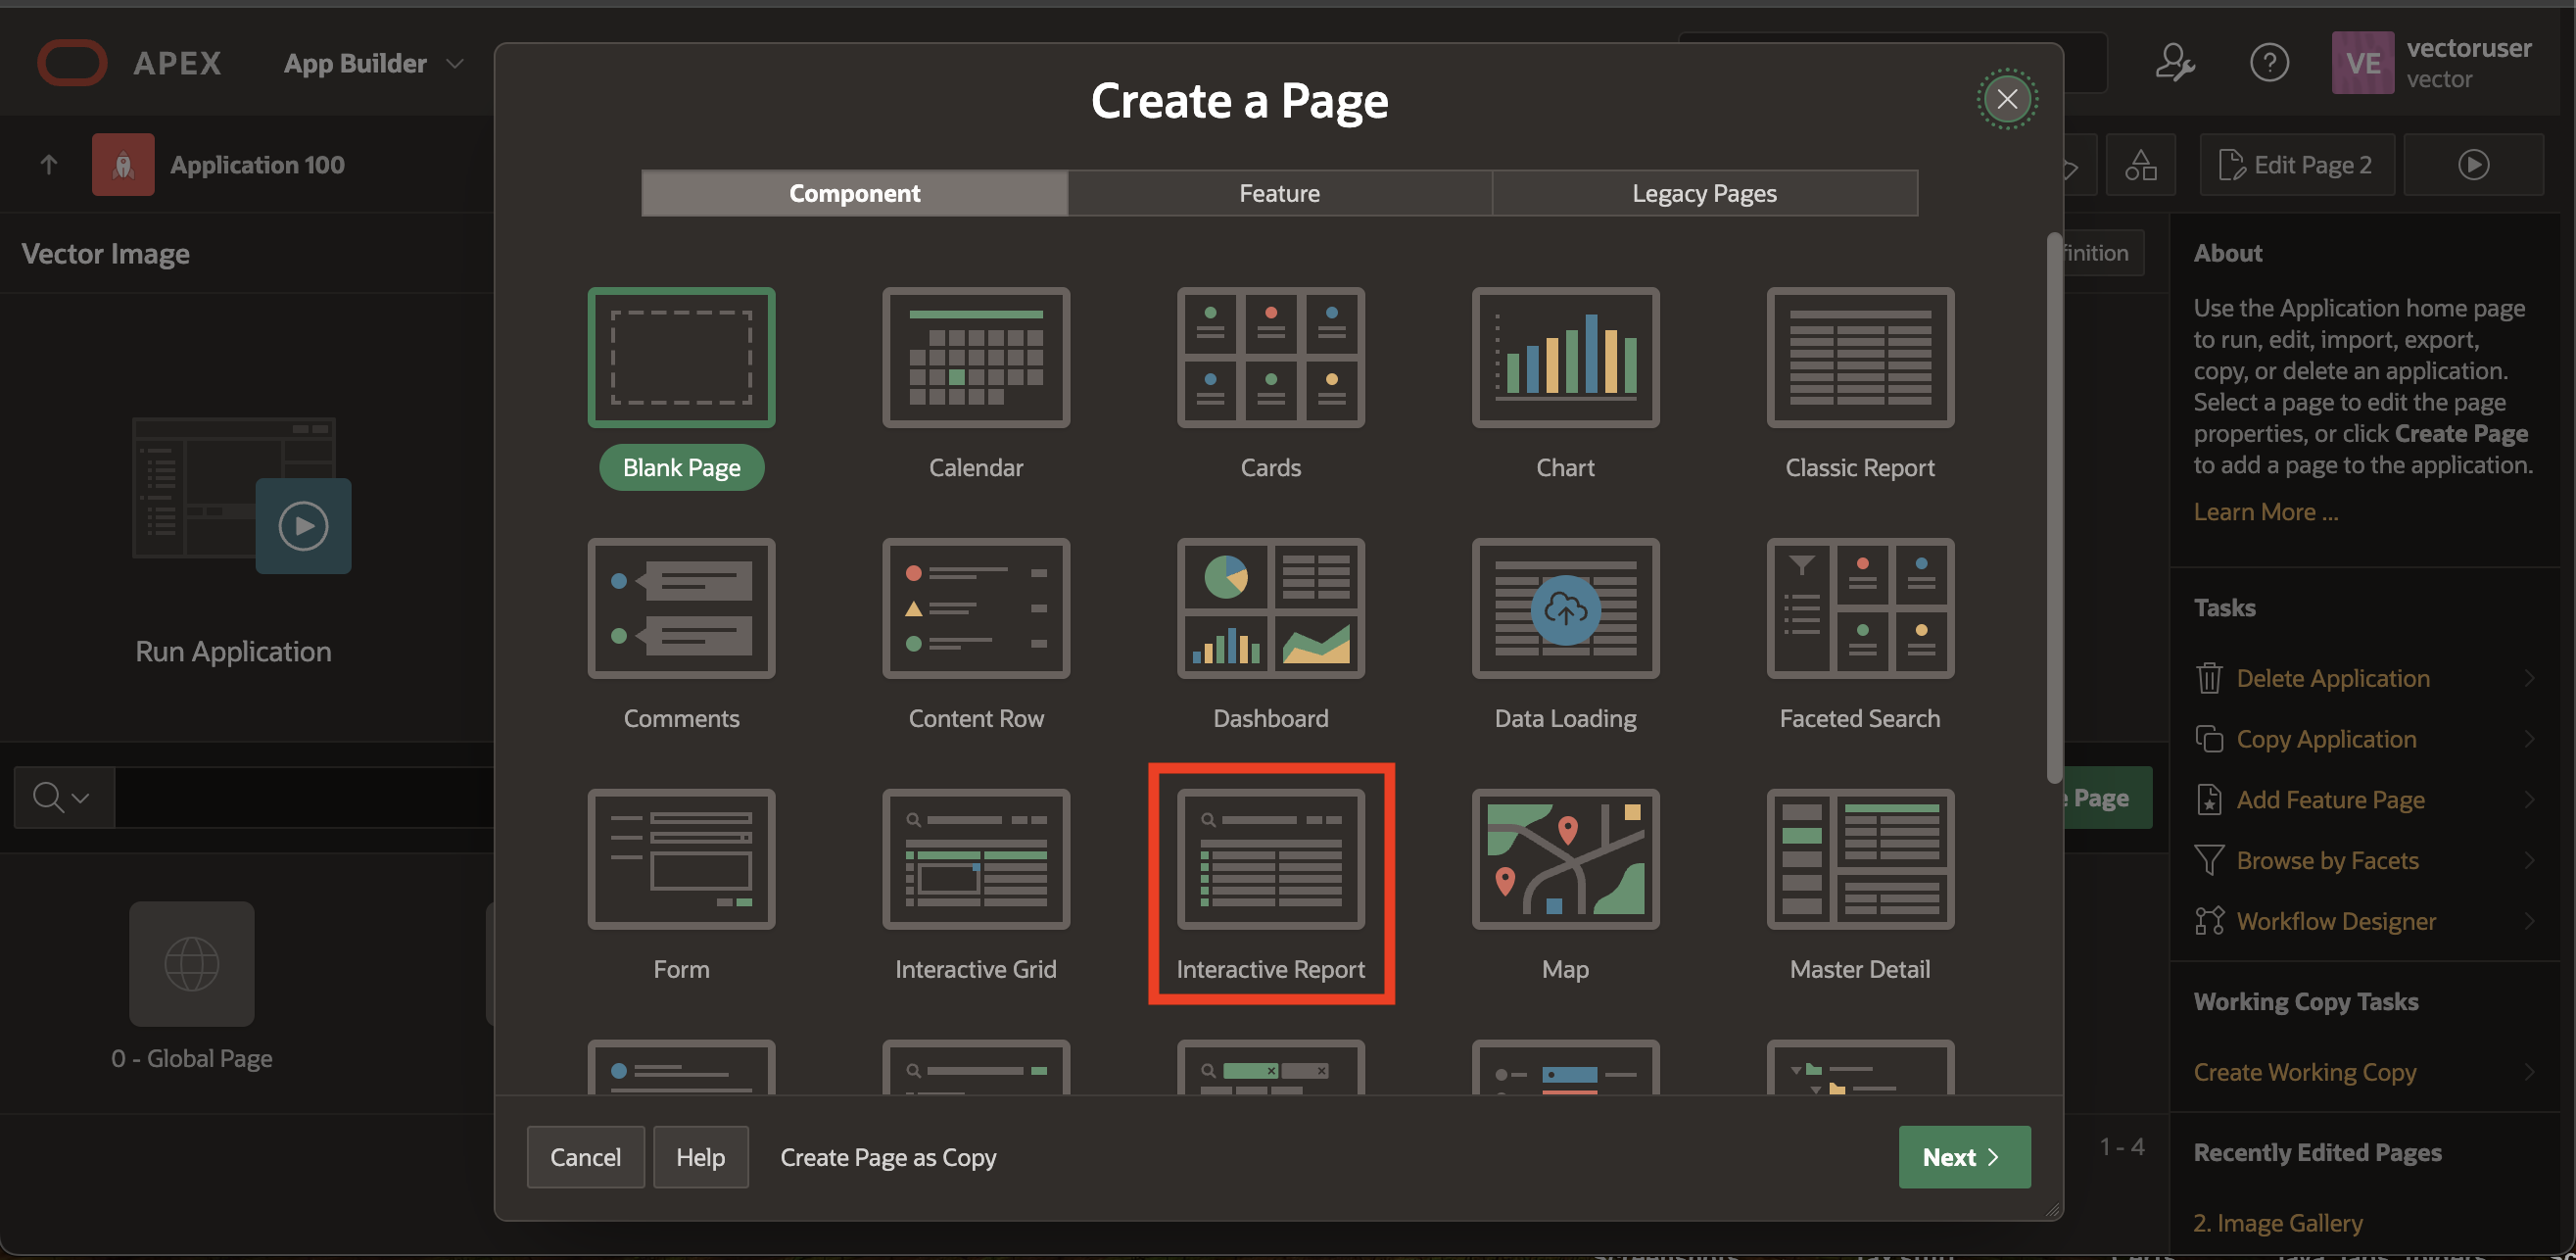 APEX
App Builder
vectoruser
VE
vector
Application 100
Edit Page 2
Vector Image
Run Application
0 - Global Page
Create a Page
Component
Feature
Legacy Pages
Blank Page
Calendar
Cards
Chart
Classic Report
Comments
Content Row
Dashboard
Data Loading
Faceted Search
Form
Interactive Grid
Interactive Report
Map
Master Detail
Cancel
Help
Create Page as Copy
Next
finition
Page
1 - 4
About
Use the Application home page
to run, edit, import, export,
copy, or delete an application.
Select a page to edit the page
properties, or click Create Page
to add a page to the application.
Learn More ...
Tasks
Delete Application
Copy Application
Add Feature Page
Browse by Facets
Workflow Designer
Working Copy Tasks
Create Working Copy
Recently Edited Pages
2. Image Gallery